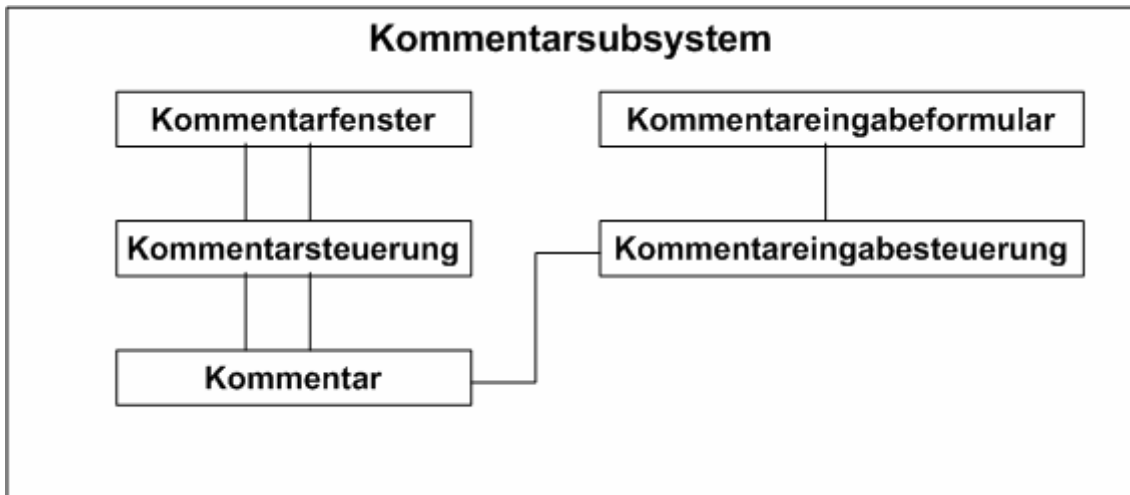 Kommentarsubsystem
Kommentarfenster
Kommentareingabeformular
Kommentarsteuerung
Kommentareingabesteuerung
Kommentar